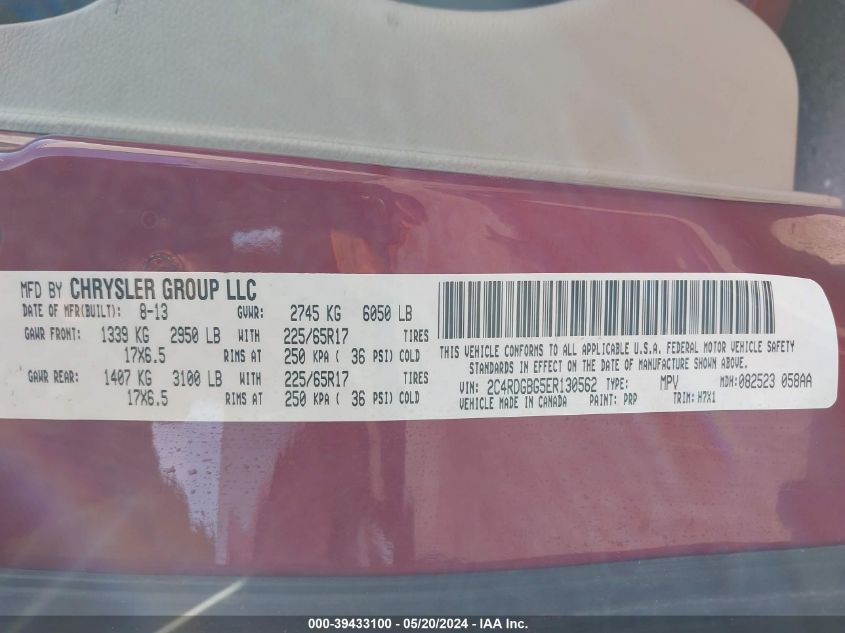 MFD BY CHRYSLER GROUP LLC
DATE OF MFR(BUILT): 8-13 GVWR: 2745 KG 6050 LB
GAWR FRONT: 1339 KG 2950 LB WITH 225/65R17 TIRES
17X6.5 RIMS AT 250 KPA ( 36 PSI) COLD
GAWR REAR: 1407 KG 3100 LB WITH 225/65R17 TIRES
17X6.5 RIMS AT 250 KPA ( 36 PSI) COLD
THIS VEHICLE CONFORMS TO ALL APPLICABLE U.S.A. FEDERAL MOTOR VEHICLE SAFETY
STANDARDS IN EFFECT ON THE DATE OF MANUFACTURE SHOWN ABOVE.
VIN: 2C4RDGBG5ER130562 TYPE: MPV MDH: 082523 058AA
VEHICLE MADE IN CANADA PAINT: PRP TRIM: H7X1
000-39433100 - 05/20/2024 - IAA Inc.